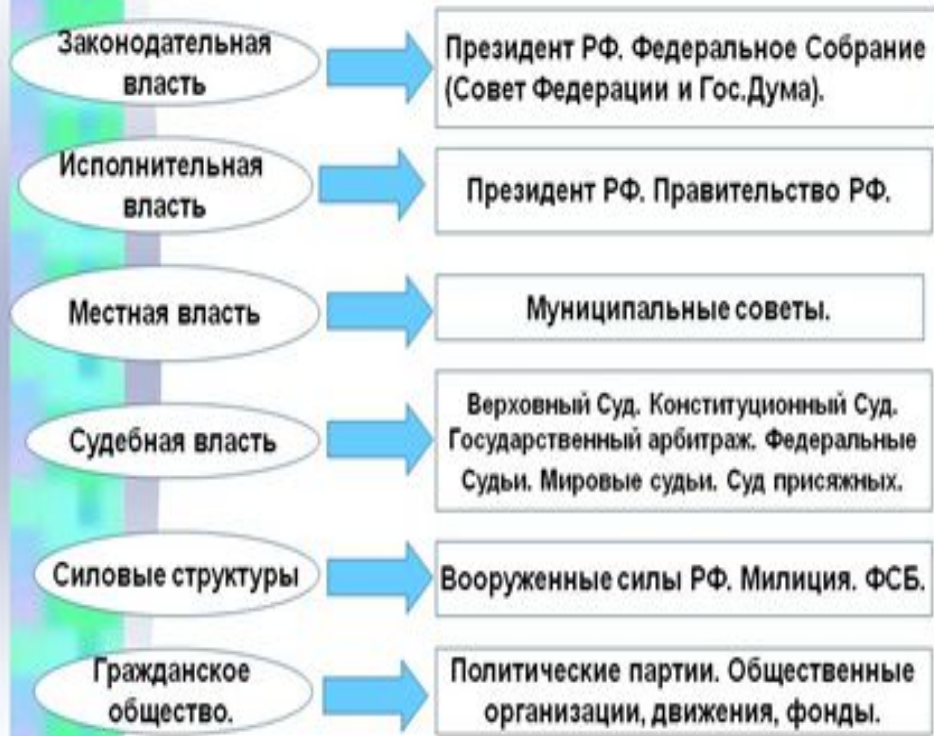 Законодательная
власть
Президент РФ. Федеральное Собрание
(Совет Федерации и Гос.Дума).
Исполнительная
власть
Президент РФ. Правительство РФ.
Местная власть
Муниципальные советы.
Судебная власть
Верховный Суд. Конституционный Суд.
Государственный арбитраж. Федеральные
Судьи. Мировые судьи. Суд присяжных.
Силовые структуры
Вооруженные силы РФ. Милиция. ФСБ.
Гражданское
общество.
Политические партии. Общественные
организации, движения, фонды.